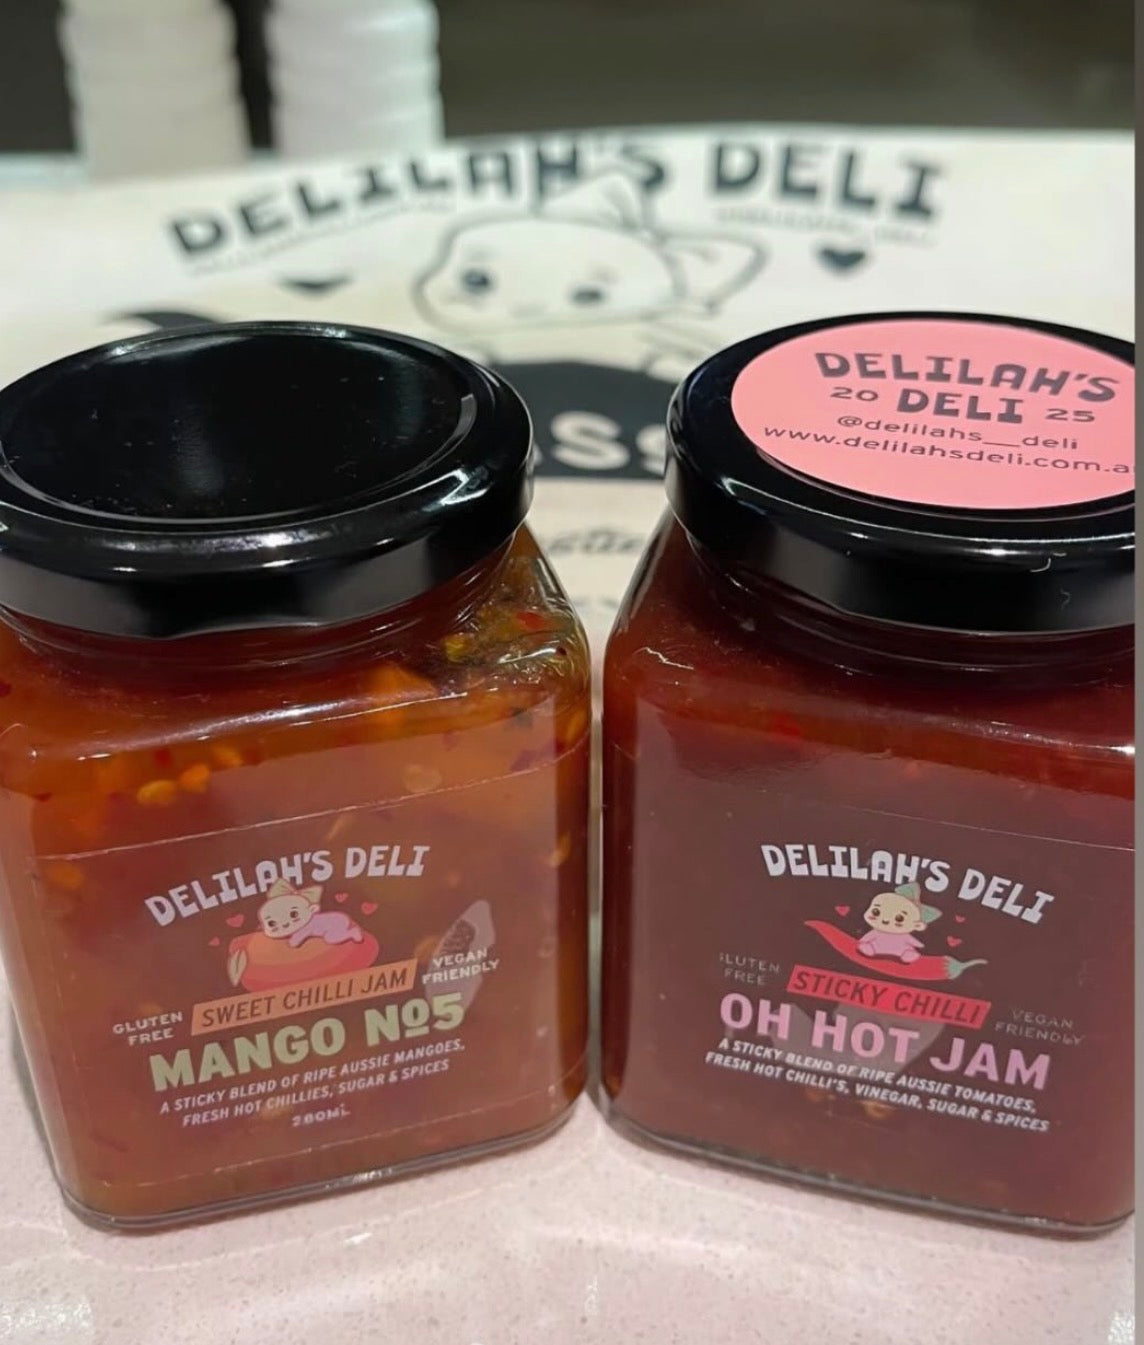 DELILAH'S DELI
DELILAH'S
20 DELI 25
@delilahs__deli
www.delilahsdeli.com.a
DELILAH'S DELI
GLUTEN FREE
SWEET CHILLI JAM
VEGAN FRIENDLY
MANGO Nº5
A STICKY BLEND OF RIPE AUSSIE MANGOES,
FRESH HOT CHILLIES, SUGAR & SPICES
280ML
DELILAH'S DELI
GLUTEN FREE
STICKY CHILLI
VEGAN FRIENDLY
OH HOT JAM
A STICKY BLEND OF RIPE AUSSIE TOMATOES,
FRESH HOT CHILLI'S, VINEGAR, SUGAR & SPICES